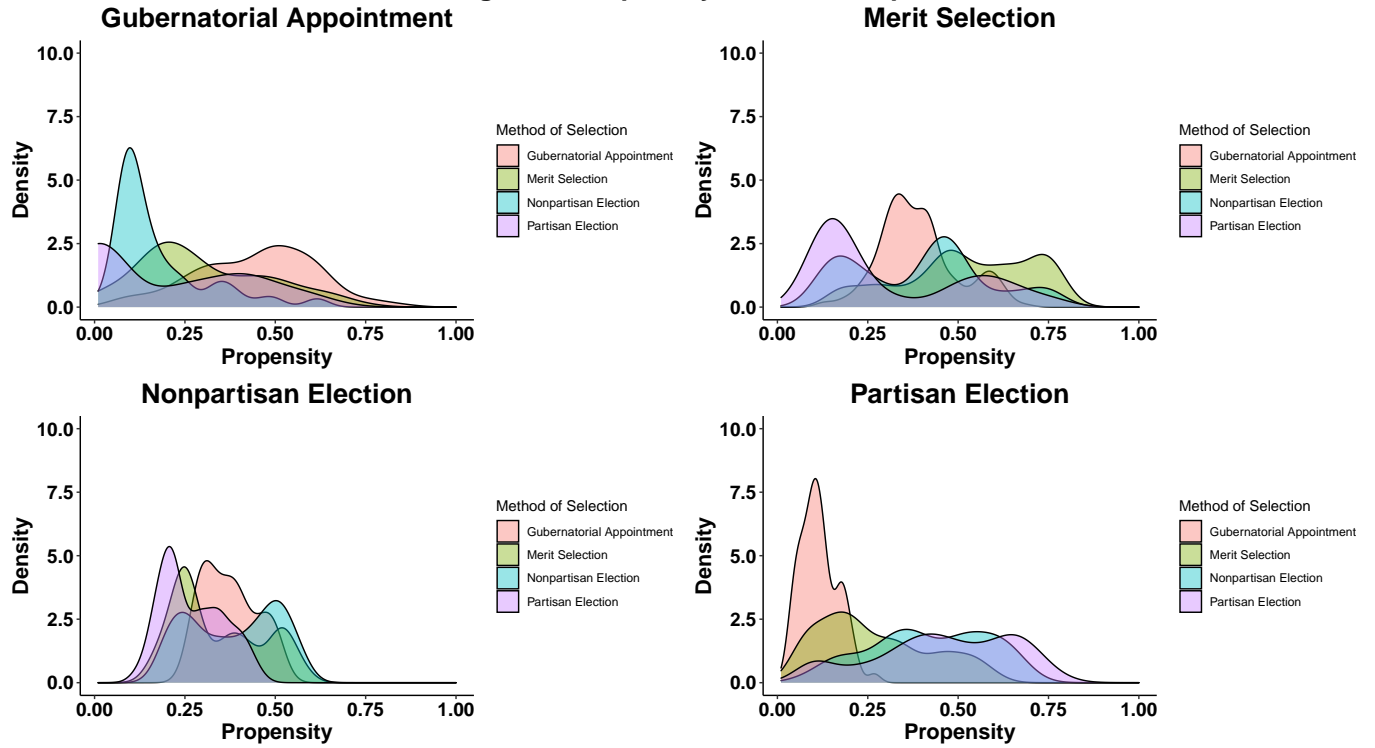 Gubernatorial Appointment
10.0
7.5
5.0
2.5
0.0
Density
0.00 0.25 0.50 0.75 1.00
Propensity
Method of Selection
Gubernatorial Appointment
Merit Selection
Nonpartisan Election
Partisan Election
Merit Selection
10.0
7.5
5.0
2.5
0.0
Density
0.00 0.25 0.50 0.75 1.00
Propensity
Method of Selection
Gubernatorial Appointment
Merit Selection
Nonpartisan Election
Partisan Election
Nonpartisan Election
10.0
7.5
5.0
2.5
0.0
Density
0.00 0.25 0.50 0.75 1.00
Propensity
Method of Selection
Gubernatorial Appointment
Merit Selection
Nonpartisan Election
Partisan Election
Partisan Election
10.0
7.5
5.0
2.5
0.0
Density
0.00 0.25 0.50 0.75 1.00
Propensity
Method of Selection
Gubernatorial Appointment
Merit Selection
Nonpartisan Election
Partisan Election